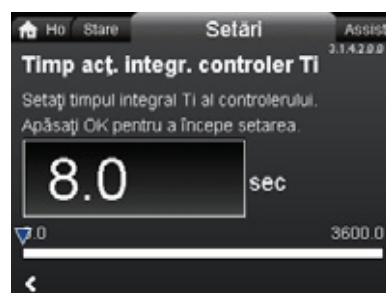 Ho Stare Setări Assist
3.1.4.2.0.0
Timp acţ. integr. controler Ti
Setaţi timpul integral Ti al controlerului.
Apăsaţi OK pentru a începe setarea.
8.0 sec
.0 3600.0